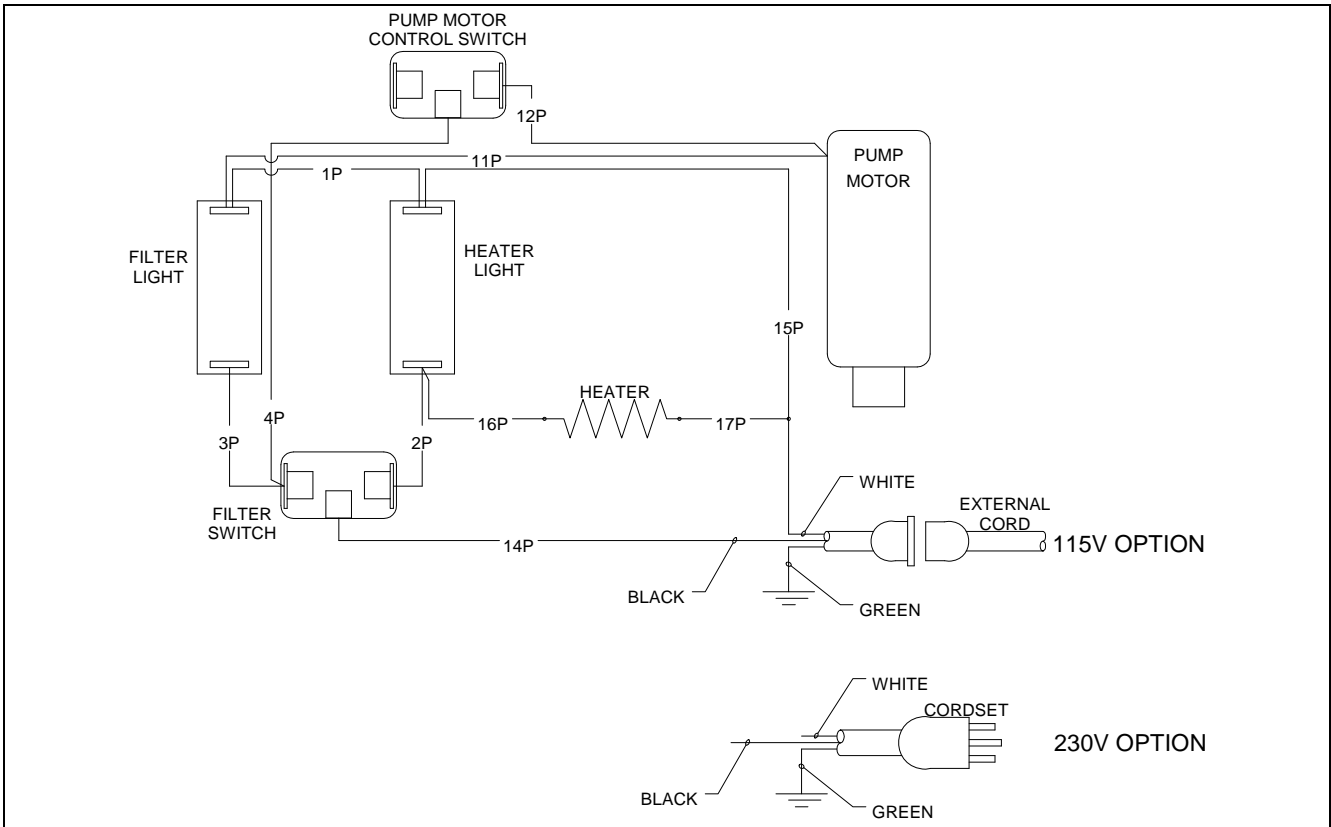 PUMP MOTOR
CONTROL SWITCH
12P
11P
1P
PUMP
MOTOR
FILTER
LIGHT
HEATER
LIGHT
15P
HEATER
4P
16P
17P
3P
2P
FILTER
SWITCH
WHITE
EXTERNAL
CORD
14P
115V OPTION
BLACK
GREEN
WHITE
CORDSET
230V OPTION
BLACK
GREEN